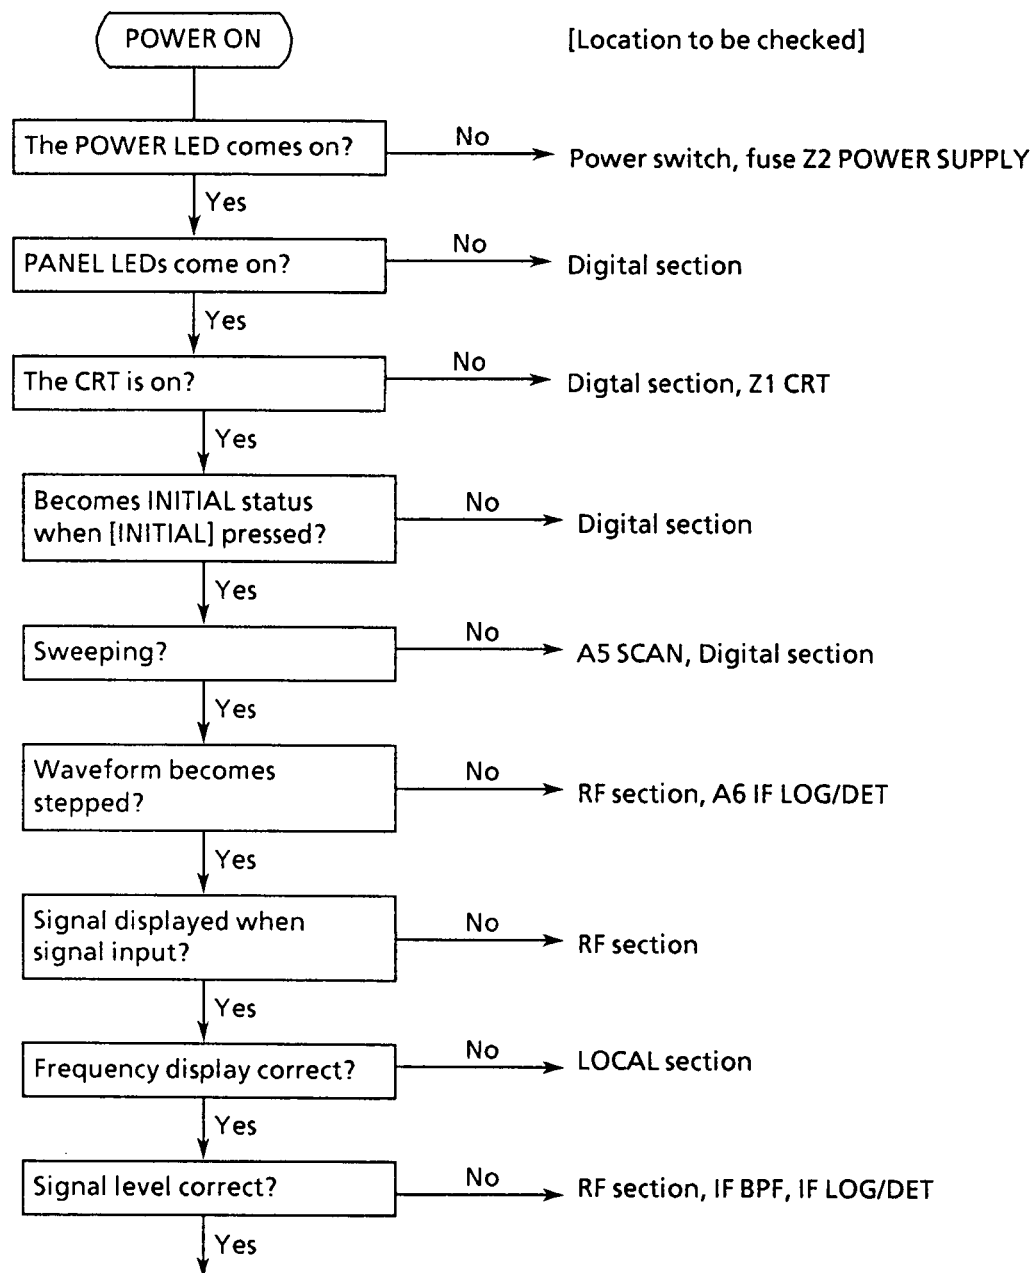 POWER ON
[Location to be checked]
The POWER LED comes on?
No
Power switch, fuse Z2 POWER SUPPLY
Yes
PANEL LEDs come on?
No
Digital section
Yes
The CRT is on?
No
Digtal section, Z1 CRT
Yes
Becomes INITIAL status
when [INITIAL] pressed?
No
Digital section
Yes
Sweeping?
No
A5 SCAN, Digital section
Yes
Waveform becomes
stepped?
No
RF section, A6 IF LOG/DET
Yes
Signal displayed when
signal input?
No
RF section
Yes
Frequency display correct?
No
LOCAL section
Yes
Signal level correct?
No
RF section, IF BPF, IF LOG/DET
Yes